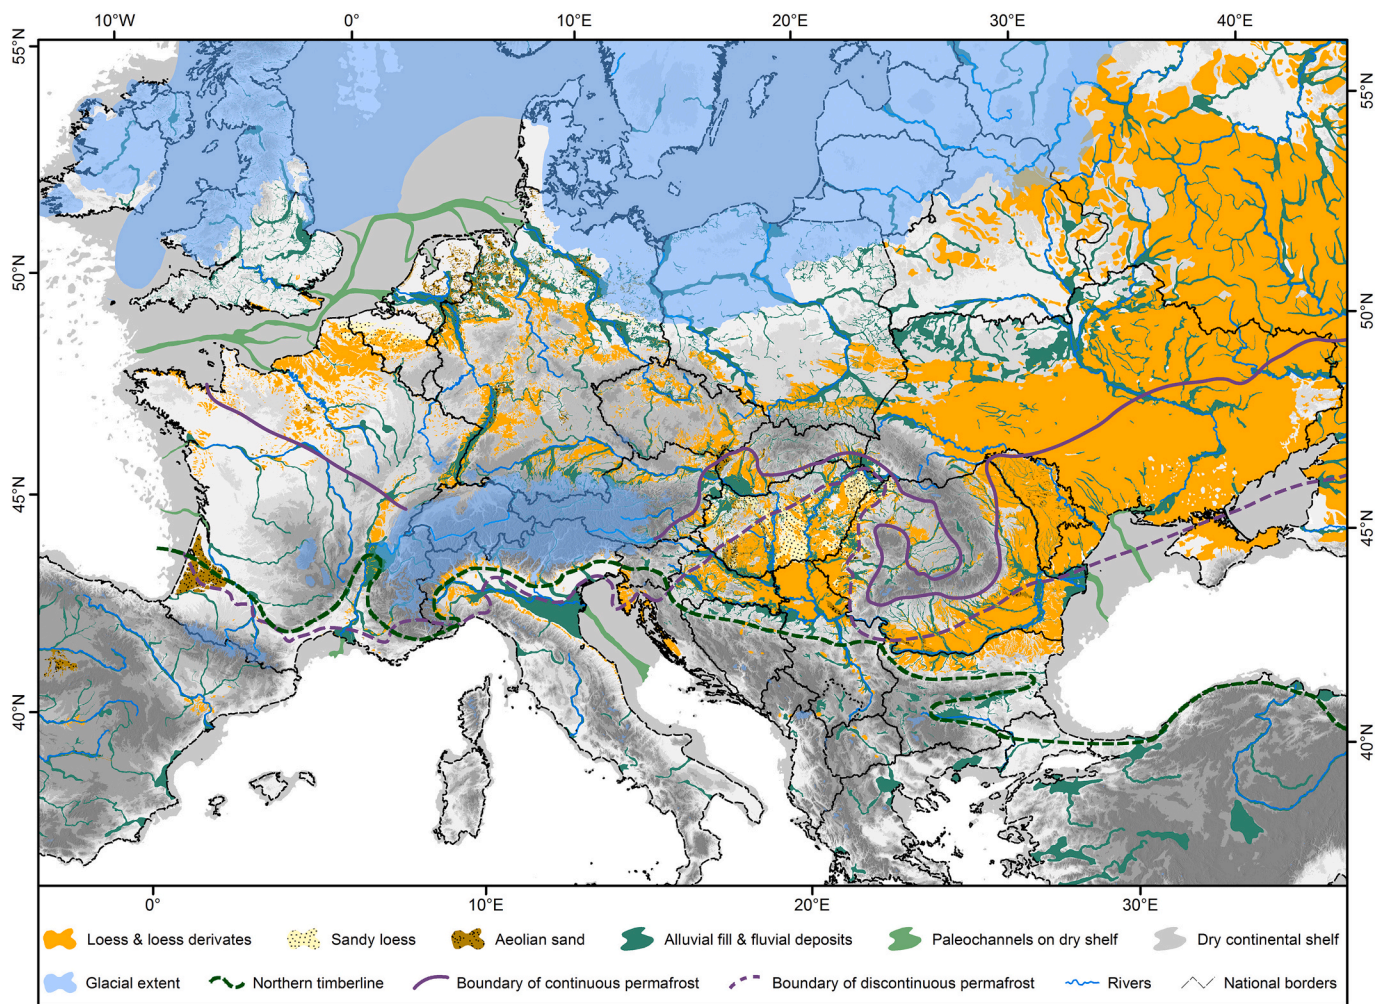 10°W 0° 10°E 20°E 30°E 40°E
55°N
55°N
50°N
50°N
45°N
45°N
40°N
40°N
0° 10°E 20°E 30°E
Loess & loess derivates Sandy loess Aeolian sand Alluvial fill & fluvial deposits Paleochannels on dry shelf Dry continental shelf
Glacial extent Northern timberline Boundary of continuous permafrost Boundary of discontinuous permafrost Rivers National borders